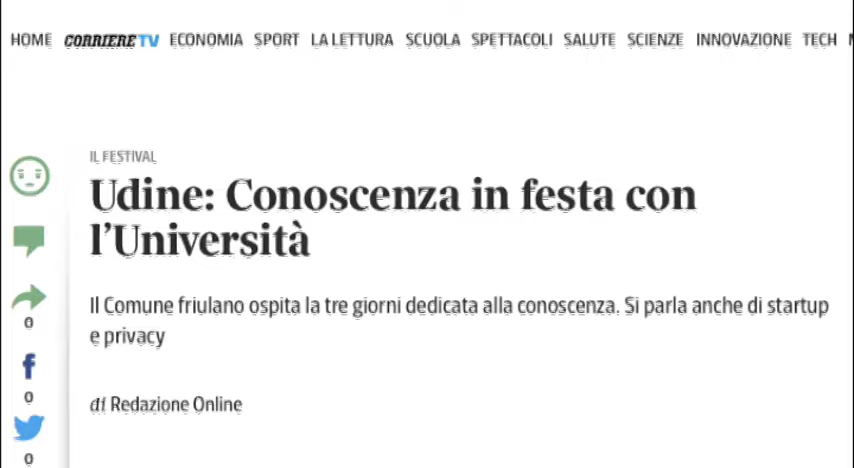 HOME CORRIERE TV ECONOMIA SPORT LA LETTURA SCUOLA SPETTACOLI SALUTE SCIENZE INNOVAZIONE TECH
IL FESTIVAL
Udine: Conoscenza in festa con
l'Università
Il Comune friulano ospita la tre giorni dedicata alla conoscenza. Si parla anche di startup
e privacy
di Redazione Online
0
0
0